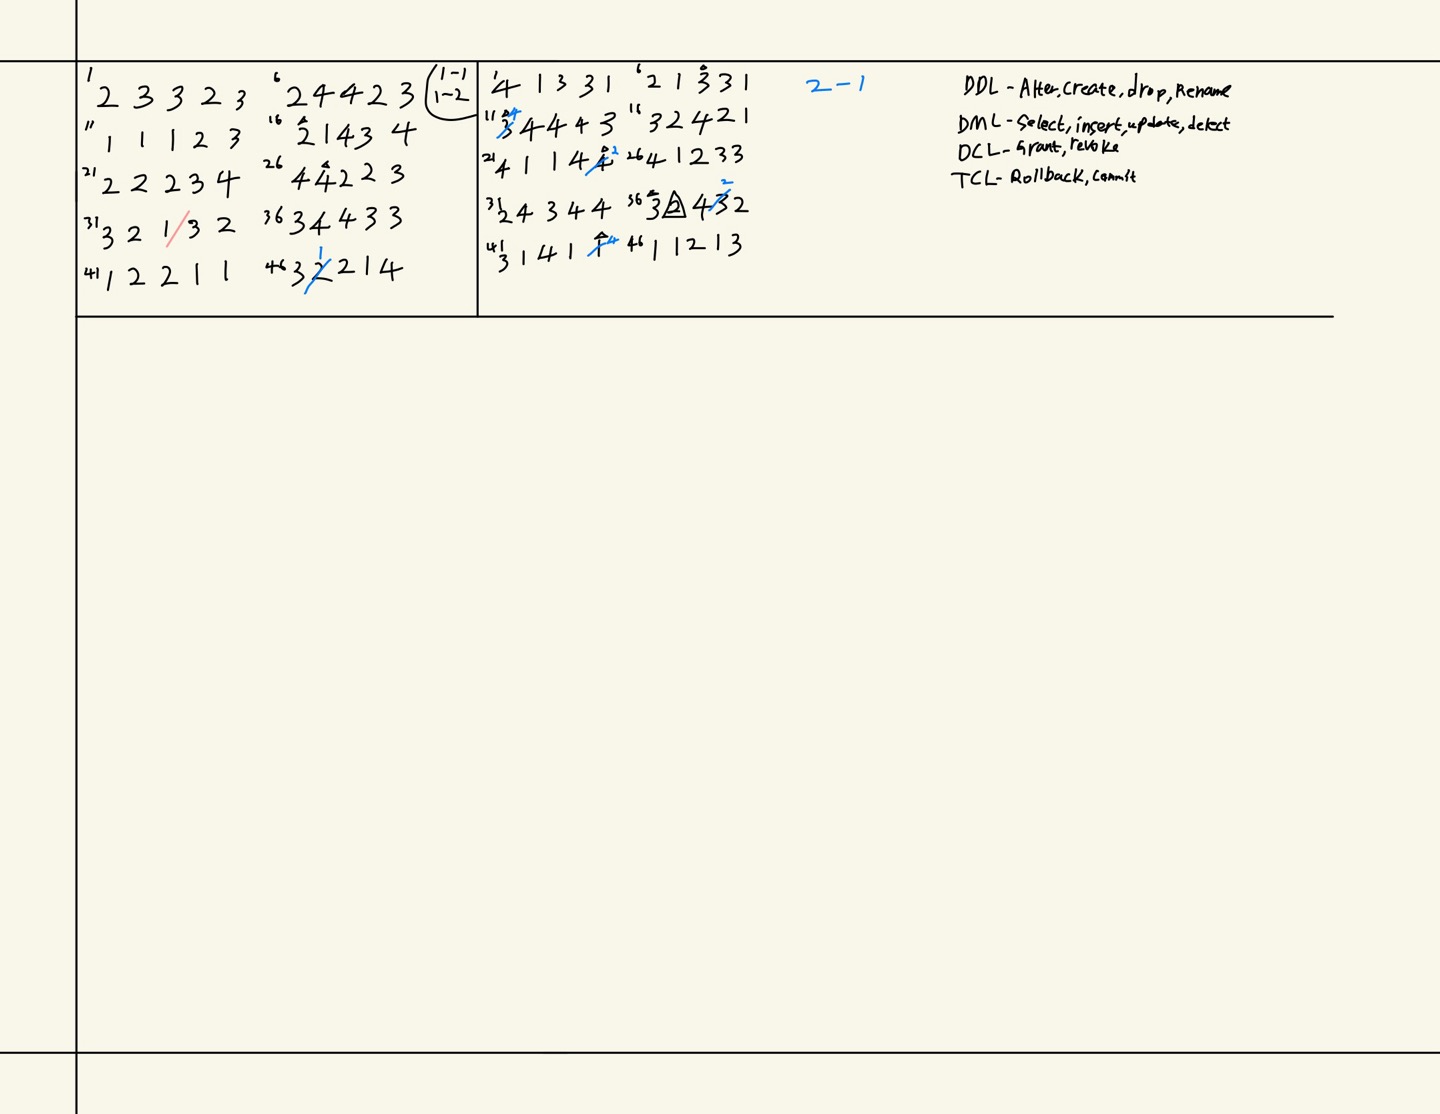 1 2 3 3 2 3 6 2 4 4 2 3 1-1
1-2
11 1 1 1 2 3 16 2 1 4 3 4
21 2 2 2 3 4 26 4 4 2 2 3
31 3 2 1 3 2 36 3 4 4 3 3
41 1 2 2 1 1 46 3 2 1 2 1 4
1 4 1 3 3 1 6 2 1 3 3 1
11 3 4 4 4 4 3 16 3 2 4 2 1
21 4 1 1 4 4 2 26 4 1 2 3 3
31 2 4 3 4 4 36 3 2 4 3 2 2
41 3 1 4 1 1 4 46 1 1 2 1 3
2-1
DDL - Alter, Create, drop, Rename
DML - Select, insert, update, delect
DCL - Grant, revoke
TCL - Rollback, Commit